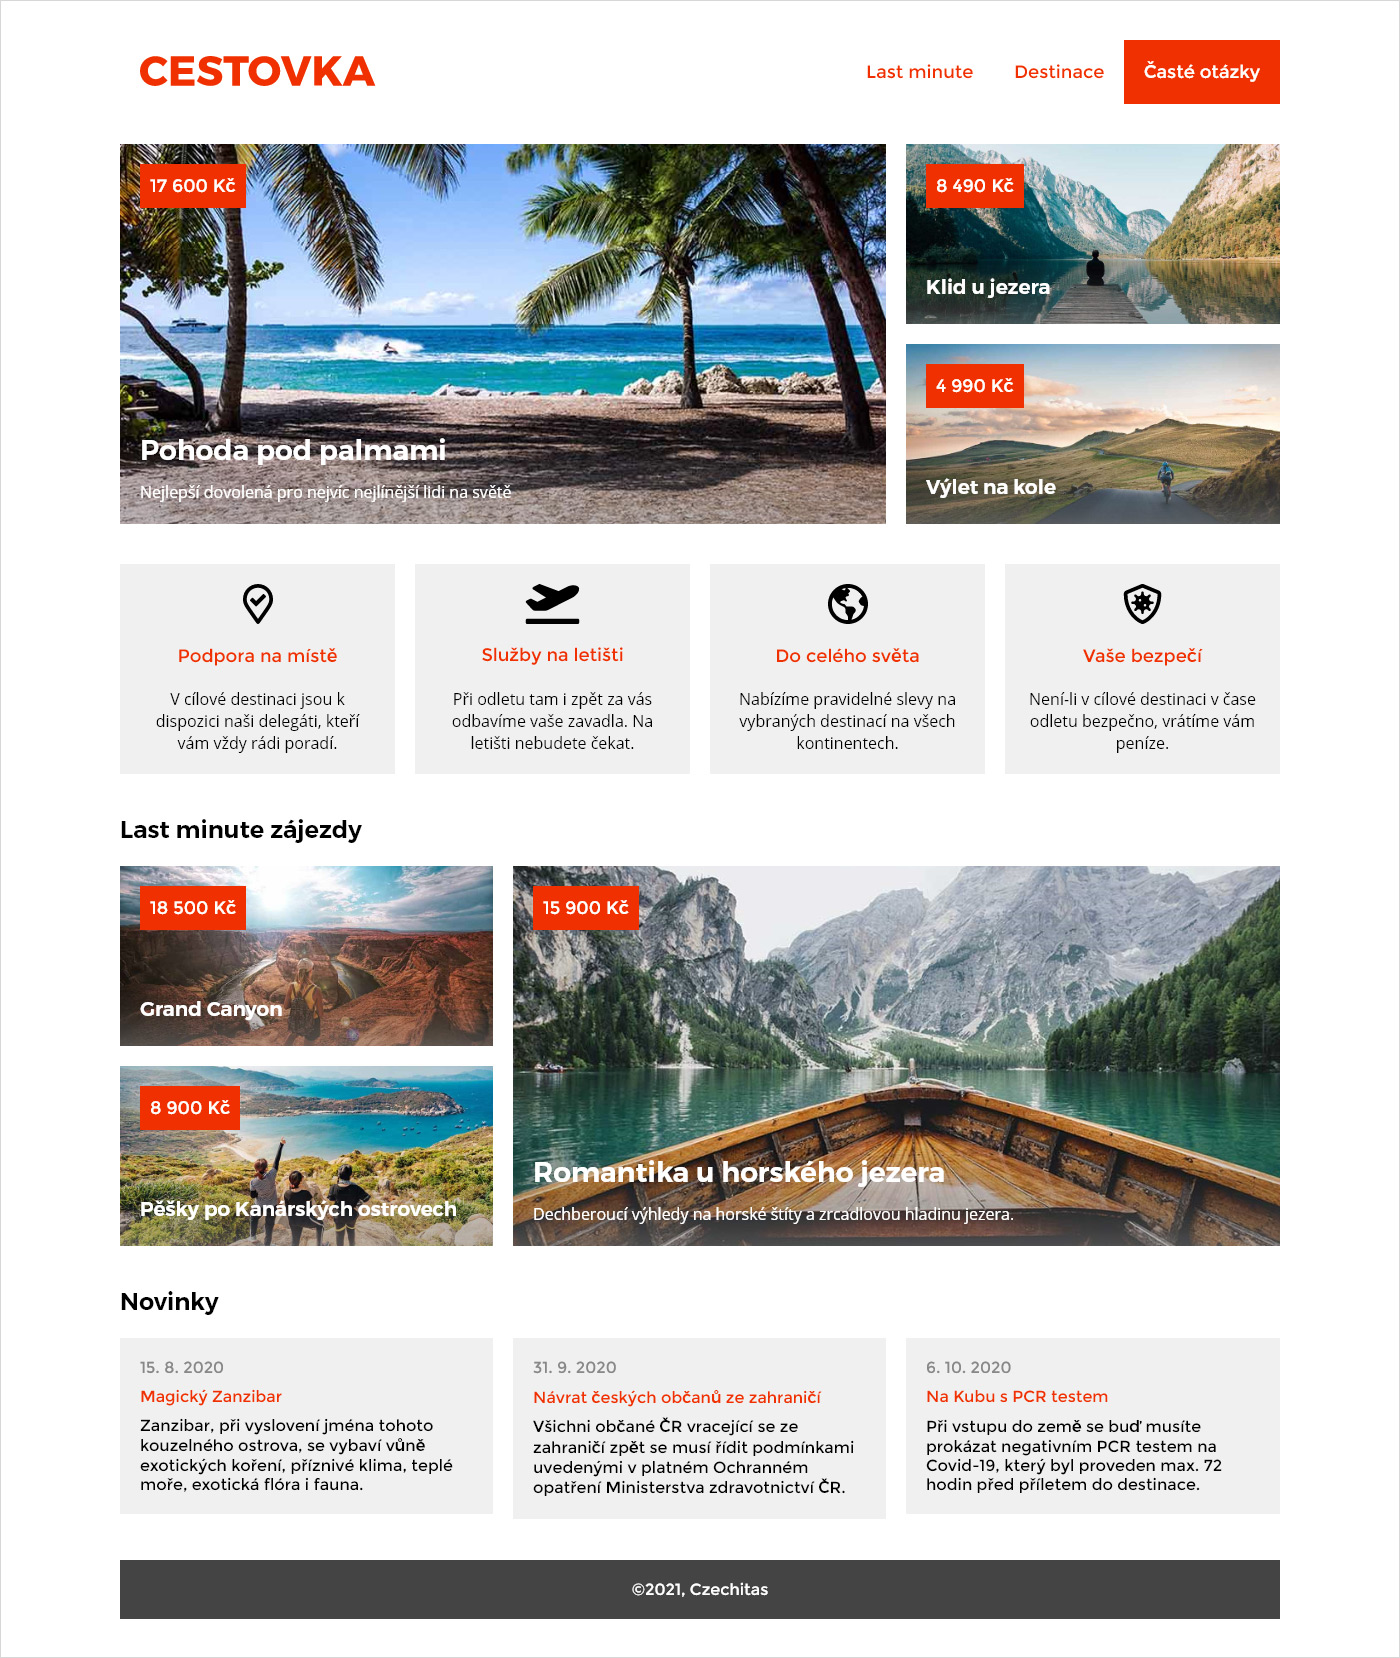 CESTOVKA
Last minute
Destinace
Časté otázky
17 600 Kč
Pohoda pod palmami
Nejlepší dovolená pro nejvíc nejlínější lidi na světě
8 490 Kč
Klid u jezera
4 990 Kč
Výlet na kole
Podpora na místě
V cílové destinaci jsou k
dispozici naši delegáti, kteří
vám vždy rádi poradí.
Služby na letišti
Při odletu tam i zpět za vás
odbavíme vaše zavadla. Na
letišti nebudete čekat.
Do celého světa
Nabízíme pravidelné slevy na
vybraných destinací na všech
kontinentech.
Vaše bezpečí
Není-li v cílové destinaci v čase
odletu bezpečno, vrátíme vám
peníze.
Last minute zájezdy
18 500 Kč
Grand Canyon
8 900 Kč
Pěšky po Kanárských ostrovech
15 900 Kč
Romantika u horského jezera
Dechberoucí výhledy na horské štíty a zrcadlovou hladinu jezera.
Novinky
15. 8. 2020
Magický Zanzibar
Zanzibar, při vyslovení jména tohoto
kouzelného ostrova, se vybaví vůně
exotických koření, příznivé klima, teplé
moře, exotická flóra i fauna.
31. 9. 2020
Návrat českých občanů ze zahraničí
Všichni občané ČR vracející se ze
zahraničí zpět se musí řídit podmínkami
uvedenými v platném Ochranném
opatření Ministerstva zdravotnictví ČR.
6. 10. 2020
Na Kubu s PCR testem
Při vstupu do země se buď musíte
prokázat negativním PCR testem na
Covid-19, který byl proveden max. 72
hodin před příletem do destinace.
©2021, Czechitas